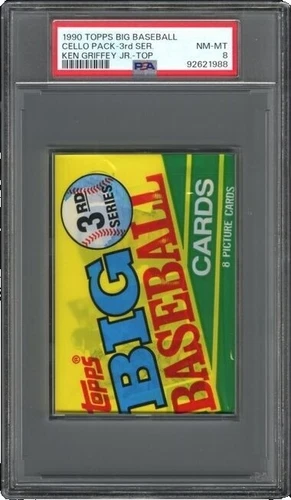 1990 TOPPS BIG BASEBALL
CELLO PACK-3rd SER.
KEN GRIFFEY JR.-TOP
NM-MT
8
PSA
92621988
3RD
SERIES
TOPPS®
BIG
BASEBALL
CARDS
8 PICTURE CARDS